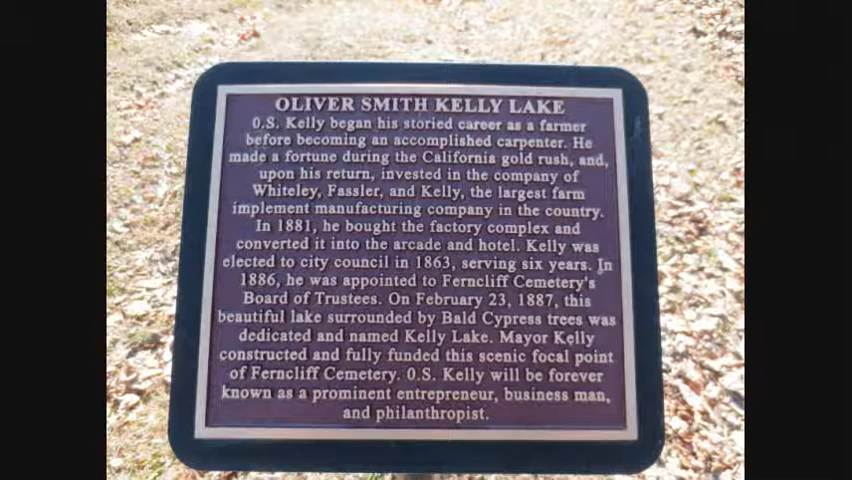 OLIVER SMITH KELLY LAKE
O.S. Kelly began his storied career as a farmer
before becoming an accomplished carpenter. He
made a fortune during the California gold rush, and,
upon his return, invested in the company of
Whiteley, Fassler, and Kelly, the largest farm
implement manufacturing company in the country.
In 1881, he bought the factory complex and
converted it into the arcade and hotel. Kelly was
elected to city council in 1863, serving six years. In
1886, he was appointed to Ferncliff Cemetery's
Board of Trustees. On February 23, 1887, this
beautiful lake surrounded by Bald Cypress trees was
dedicated and named Kelly Lake. Mayor Kelly
constructed and fully funded this scenic focal point
of Ferncliff Cemetery. O.S. Kelly will be forever
known as a prominent entrepreneur, business man,
and philanthropist.